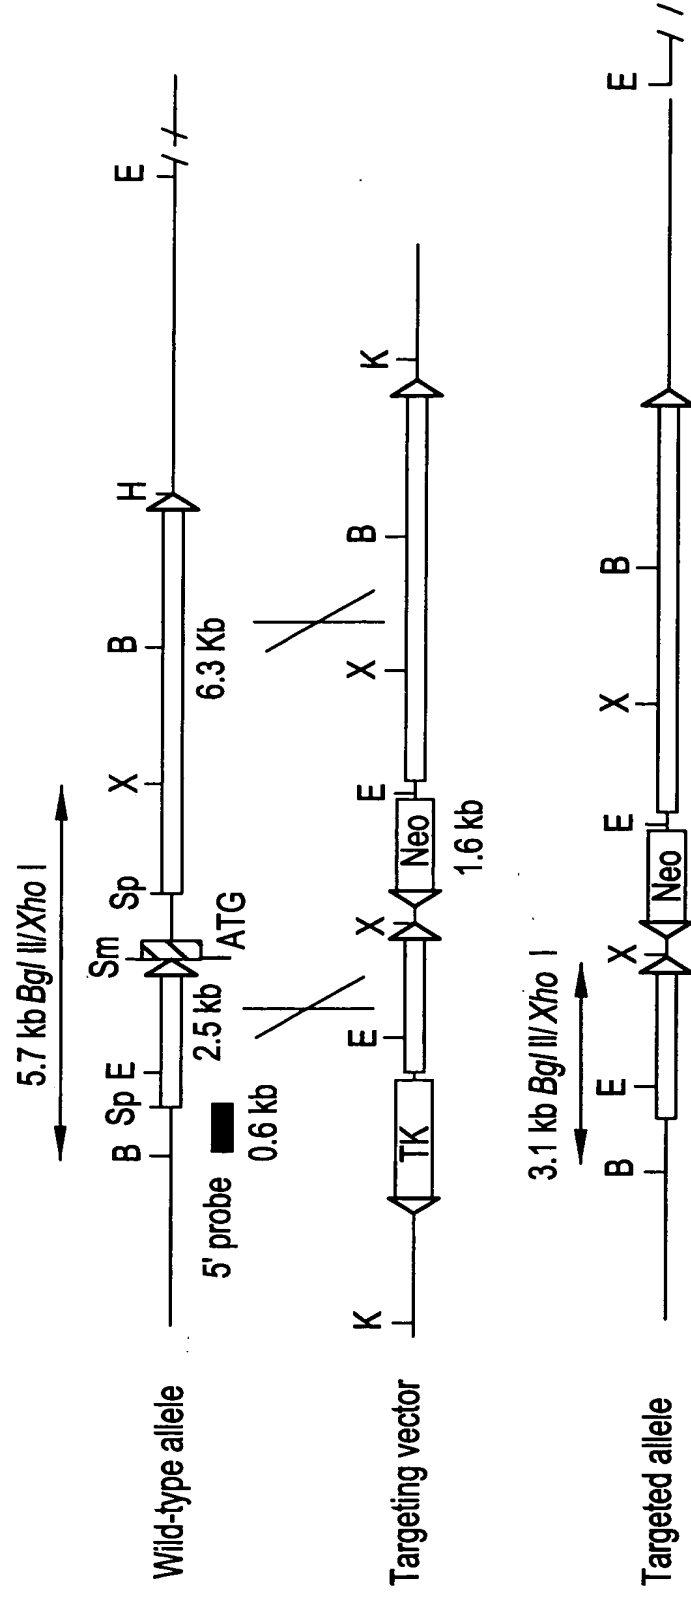 5.7 kb Bgl II/Xho I
B Sp E Sm Sp X B H E
Wild-type allele
ATG
2.5 kb 6.3 Kb
5' probe
0.6 kb
K E X E X B K
Targeting vector
TK Neo
1.6 kb
3.1 kb Bgl II/Xho I
B E X E X B E
Targeted allele
Neo